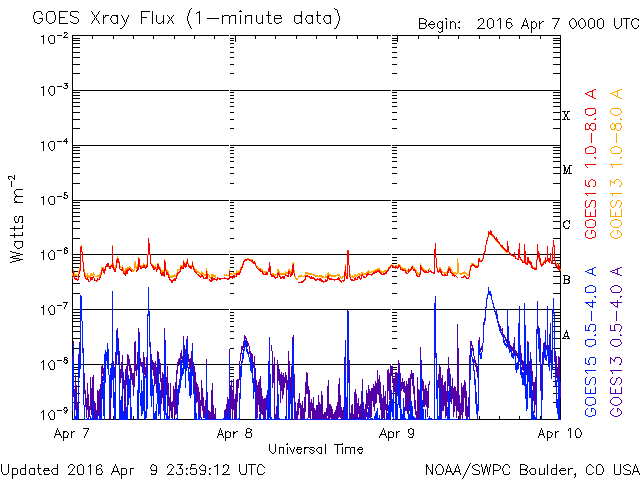 GOES Xray Flux (1-minute data)
Begin: 2016 Apr 7 0000 UTC
10-2
10-3
10-4
10-5
10-6
10-7
10-8
10-9
Watts m-2
X
M
C
B
A
GOES15 1.0-8.0 A
GOES13 1.0-8.0 A
GOES15 0.5-4.0 A
GOES13 0.5-4.0 A
Apr 7 Apr 8 Apr 9 Apr 10
Universal Time
Updated 2016 Apr 9 23:59:12 UTC
NOAA/SWPC Boulder, CO USA